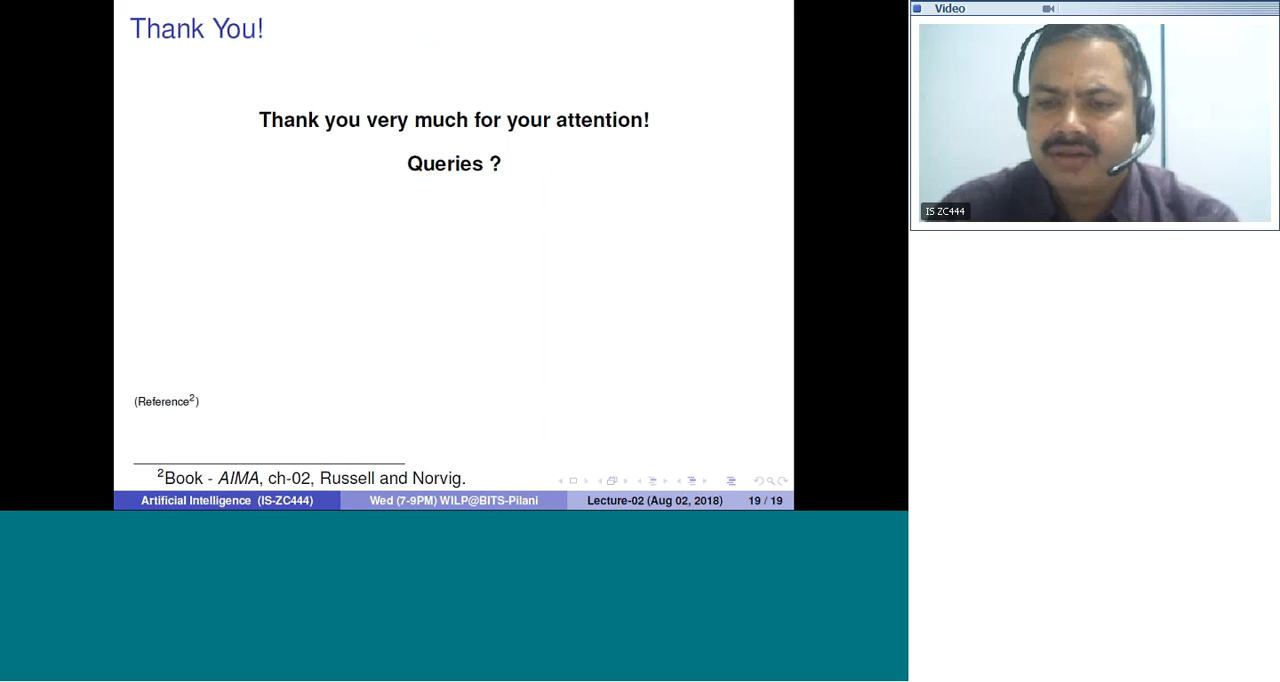 Thank You!
Thank you very much for your attention!
Queries ?
(Reference2)
2Book - AIMA, ch-02, Russell and Norvig.
Artificial Intelligence (IS-ZC444) Wed (7-9PM) WILP@BITS-Pilani Lecture-02 (Aug 02, 2018) 19 / 19
Video
IS ZC444